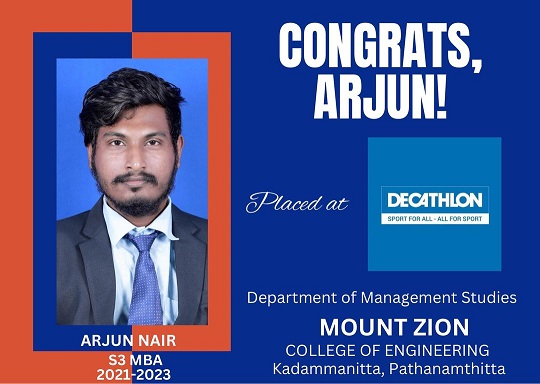 CONGRATS,
ARJUN!
Placed at
DECATHLON
SPORT FOR ALL - ALL FOR SPORT
ARJUN NAIR
S3 MBA
2021-2023
Department of Management Studies
MOUNT ZION
COLLEGE OF ENGINEERING
Kadammanitta, Pathanamthitta